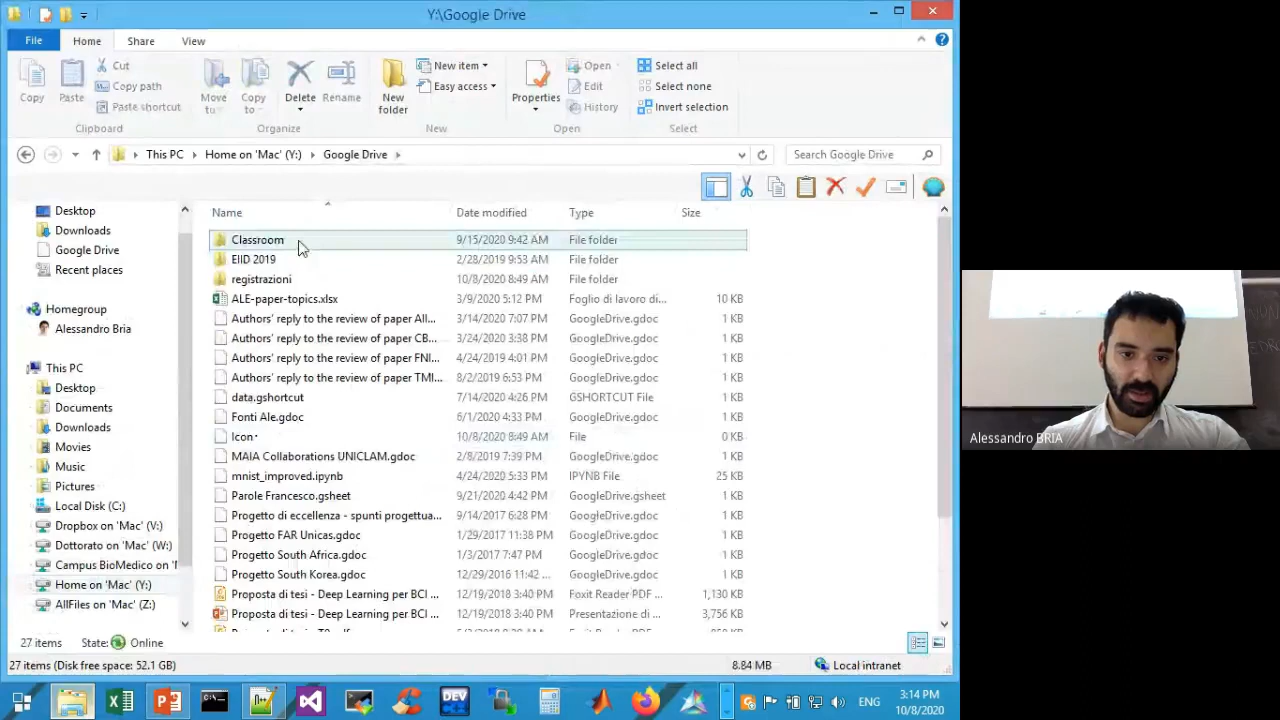 Y:\Google Drive
File Home Share View
Copy Paste Cut Copy path Paste shortcut Clipboard
Move to Copy to Delete Rename Organize
New folder New item Easy access New
Properties Open Edit History Open
Select all Select none Invert selection Select
This PC Home on 'Mac' (Y:) Google Drive
Search Google Drive
Name Date modified Type Size
Desktop
Downloads
Google Drive
Recent places
Homegroup
Alessandro Bria
This PC
Desktop
Documents
Downloads
Movies
Music
Pictures
Local Disk (C:)
Dropbox on 'Mac' (V:)
Dottorato on 'Mac' (W:)
Campus BioMedico on '
Home on 'Mac' (Y:)
AllFiles on 'Mac' (Z:)
Classroom 9/15/2020 9:42 AM File folder
EIID 2019 2/28/2019 9:53 AM File folder
registrazioni 10/8/2020 8:49 AM File folder
ALE-paper-topics.xlsx 3/9/2020 5:12 PM Foglio di lavoro di... 10 KB
Authors' reply to the review of paper All... 3/14/2020 7:07 PM GoogleDrive.gdoc 1 KB
Authors' reply to the review of paper CB... 3/24/2020 3:38 PM GoogleDrive.gdoc 1 KB
Authors' reply to the review of paper FNI... 4/24/2019 4:01 PM GoogleDrive.gdoc 1 KB
Authors' reply to the review of paper TMI... 8/2/2019 6:53 PM GoogleDrive.gdoc 1 KB
data.gshortcut 7/14/2020 4:26 PM GSHORTCUT File 1 KB
Fonti Ale.gdoc 6/1/2020 4:33 PM GoogleDrive.gdoc 1 KB
Icon 10/8/2020 8:49 AM File 0 KB
MAIA Collaborations UNICLAM.gdoc 2/8/2019 7:39 PM GoogleDrive.gdoc 1 KB
mnist_improved.ipynb 4/24/2020 5:33 PM IPYNB File 25 KB
Parole Francesco.gsheet 9/21/2020 4:42 PM GoogleDrive.gsheet 1 KB
Progetto di eccellenza - spunti progettua... 9/14/2017 6:28 PM GoogleDrive.gdoc 1 KB
Progetto FAR Unicas.gdoc 1/29/2017 11:38 PM GoogleDrive.gdoc 1 KB
Progetto South Africa.gdoc 1/3/2017 7:47 PM GoogleDrive.gdoc 1 KB
Progetto South Korea.gdoc 12/29/2016 11:42 ... GoogleDrive.gdoc 1 KB
Proposta di tesi - Deep Learning per BCI ... 12/19/2018 3:40 PM Foxit Reader PDF ... 1,130 KB
Proposta di tesi - Deep Learning per BCI ... 12/19/2018 3:40 PM Presentazione di ... 3,756 KB
27 items State: Online
27 items (Disk free space: 52.1 GB) 8.84 MB Local intranet
DEV
ENG
3:14 PM
10/8/2020
Alessandro BRIA